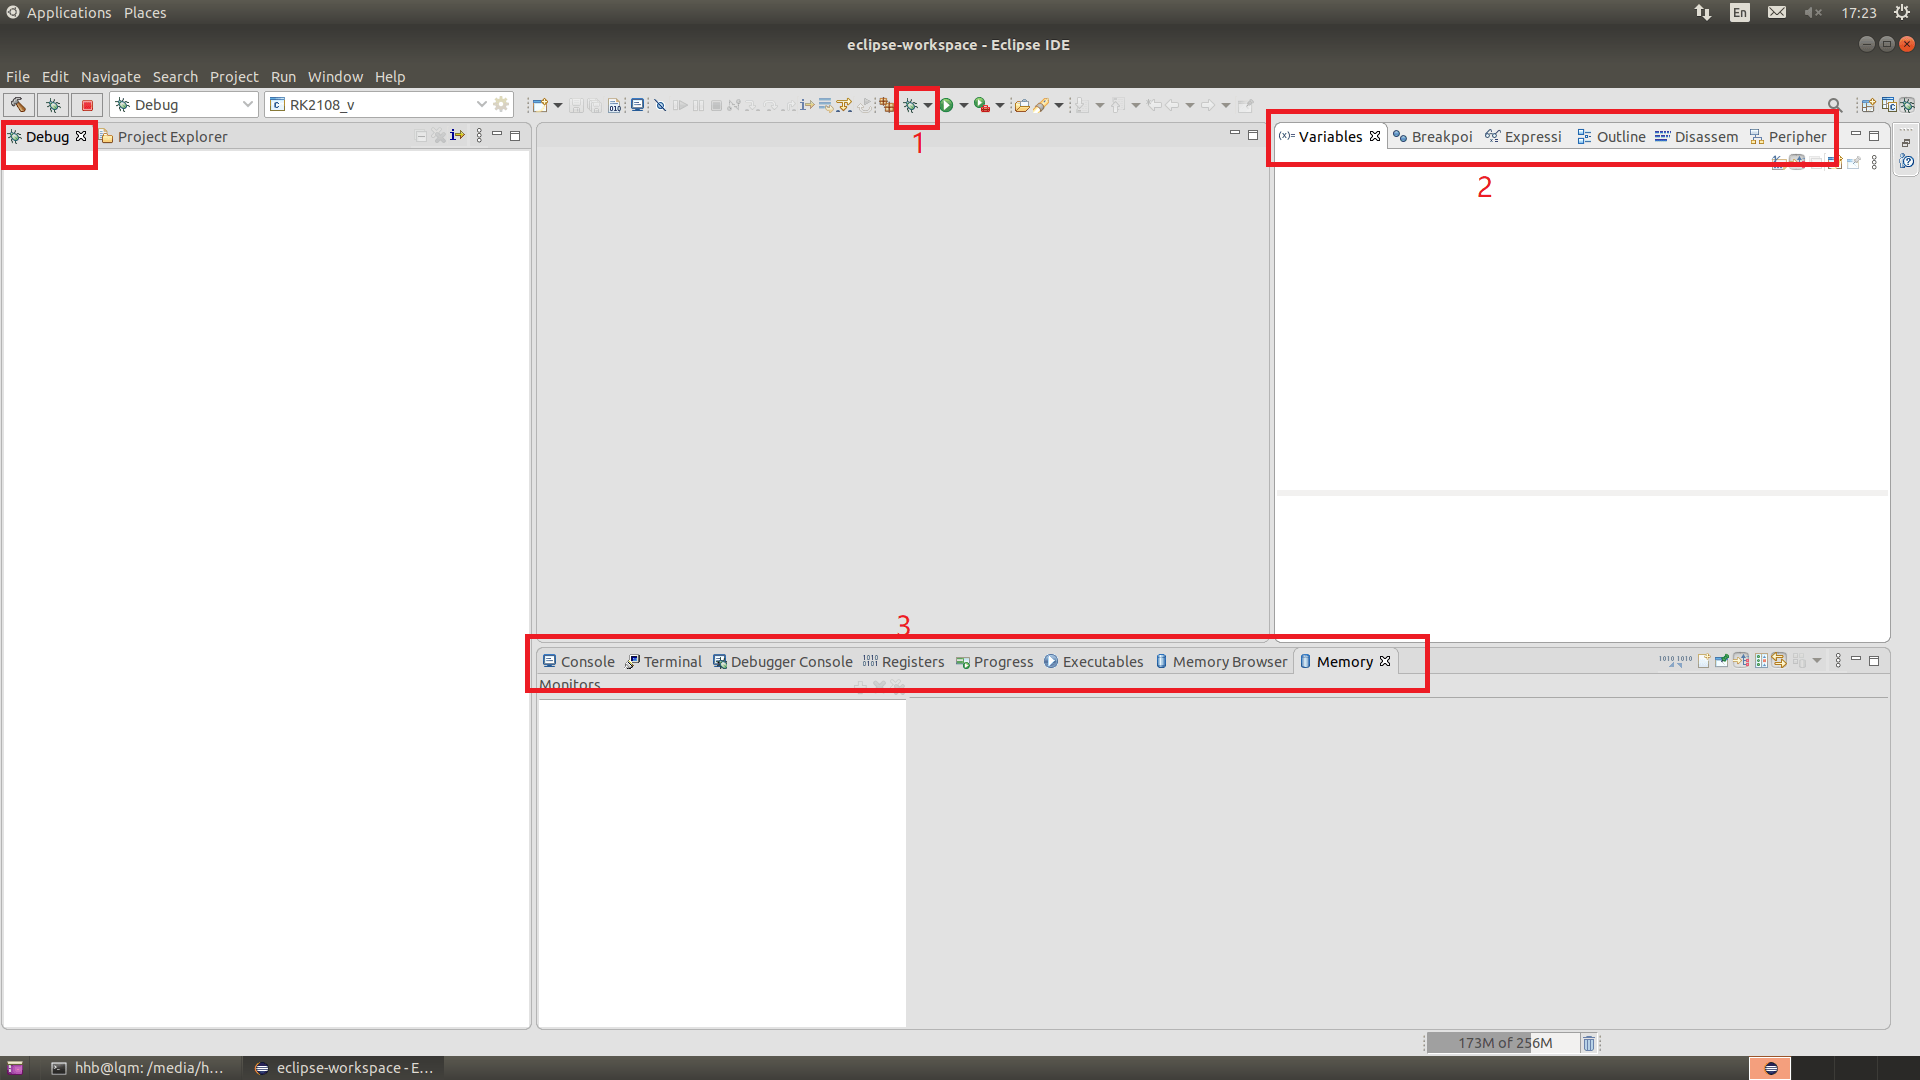 Applications Places En 17:23
eclipse-workspace - Eclipse IDE
File Edit Navigate Search Project Run Window Help
Debug RK2108_v
Debug Project Explorer
1
(x)= Variables Breakpoi Expressi Outline Disassem Peripher
2
3
Console Terminal Debugger Console Registers Progress Executables Memory Browser Memory
Monitors
173M of 256M
hhb@lqm: /media/h... eclipse-workspace - E...